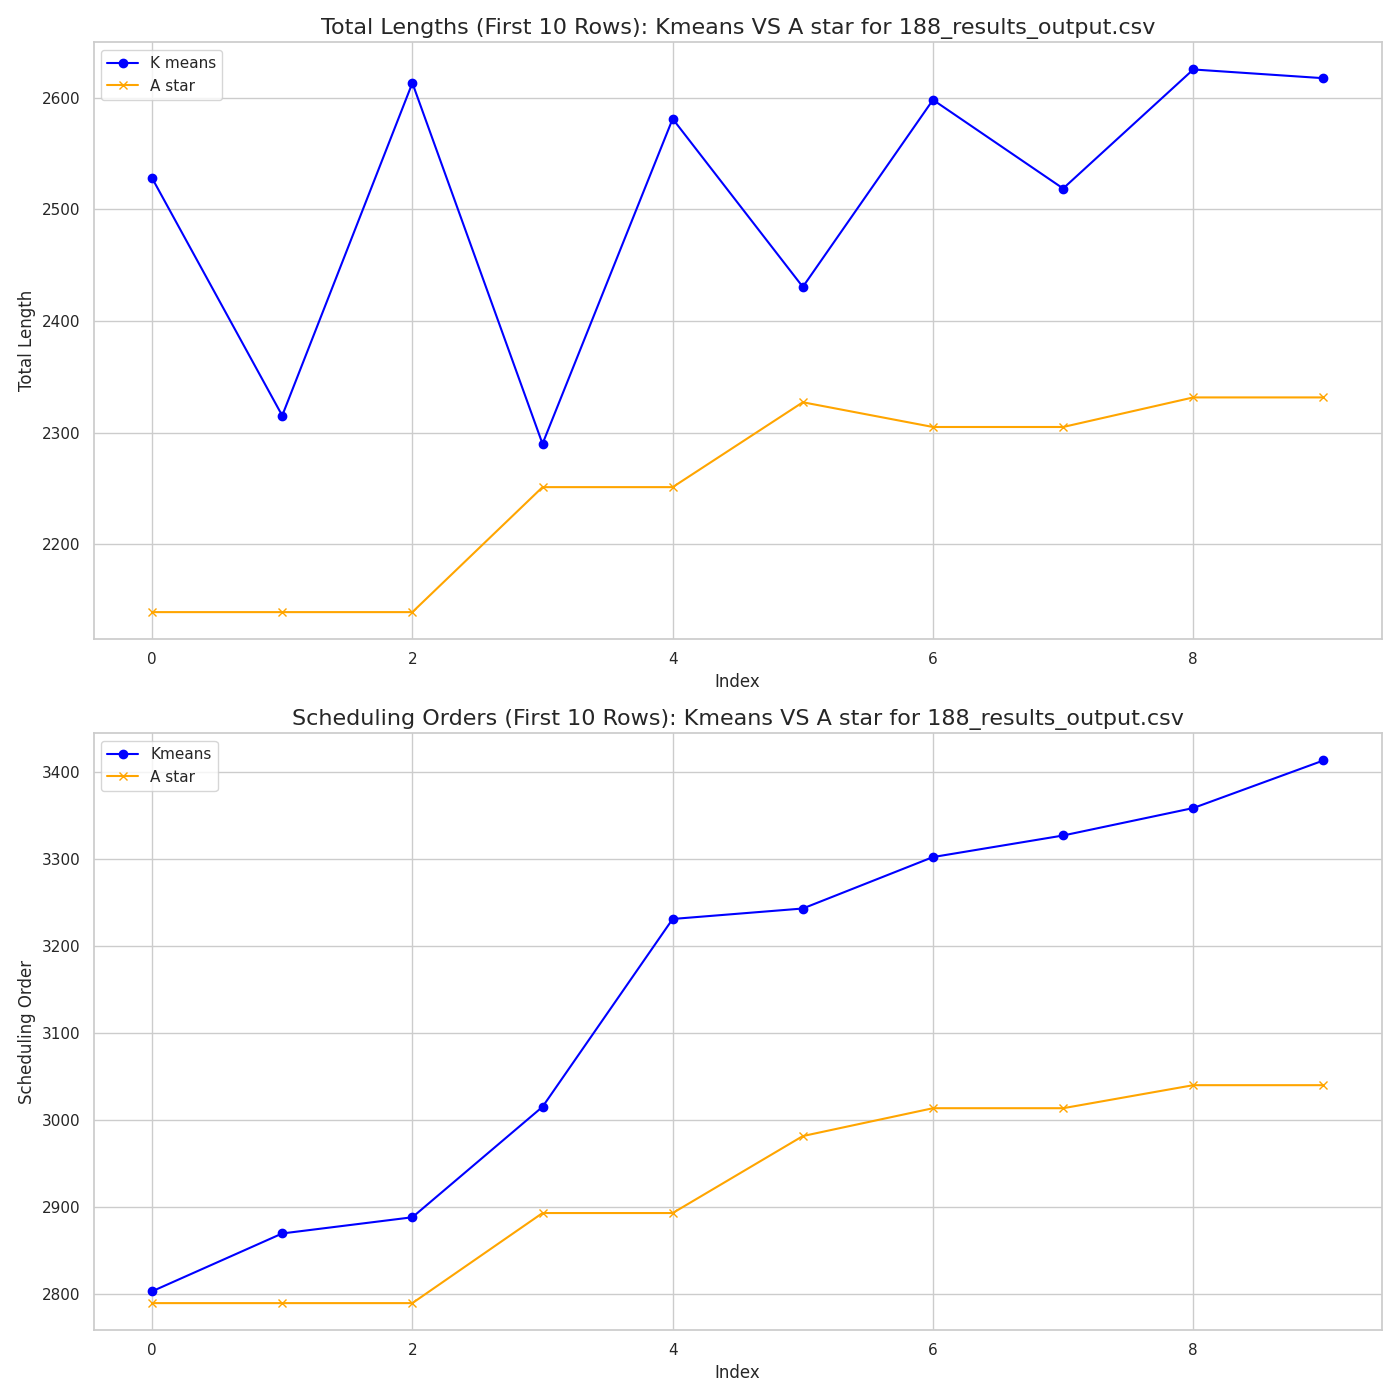 Total Lengths (First 10 Rows): Kmeans VS A star for 188_results_output.csv
K means
A star
2600
2500
2400
2300
2200
Total Length
0 2 4 6 8
Index
Scheduling Orders (First 10 Rows): Kmeans VS A star for 188_results_output.csv
Kmeans
A star
3400
3300
3200
3100
3000
2900
2800
Scheduling Order
0 2 4 6 8
Index